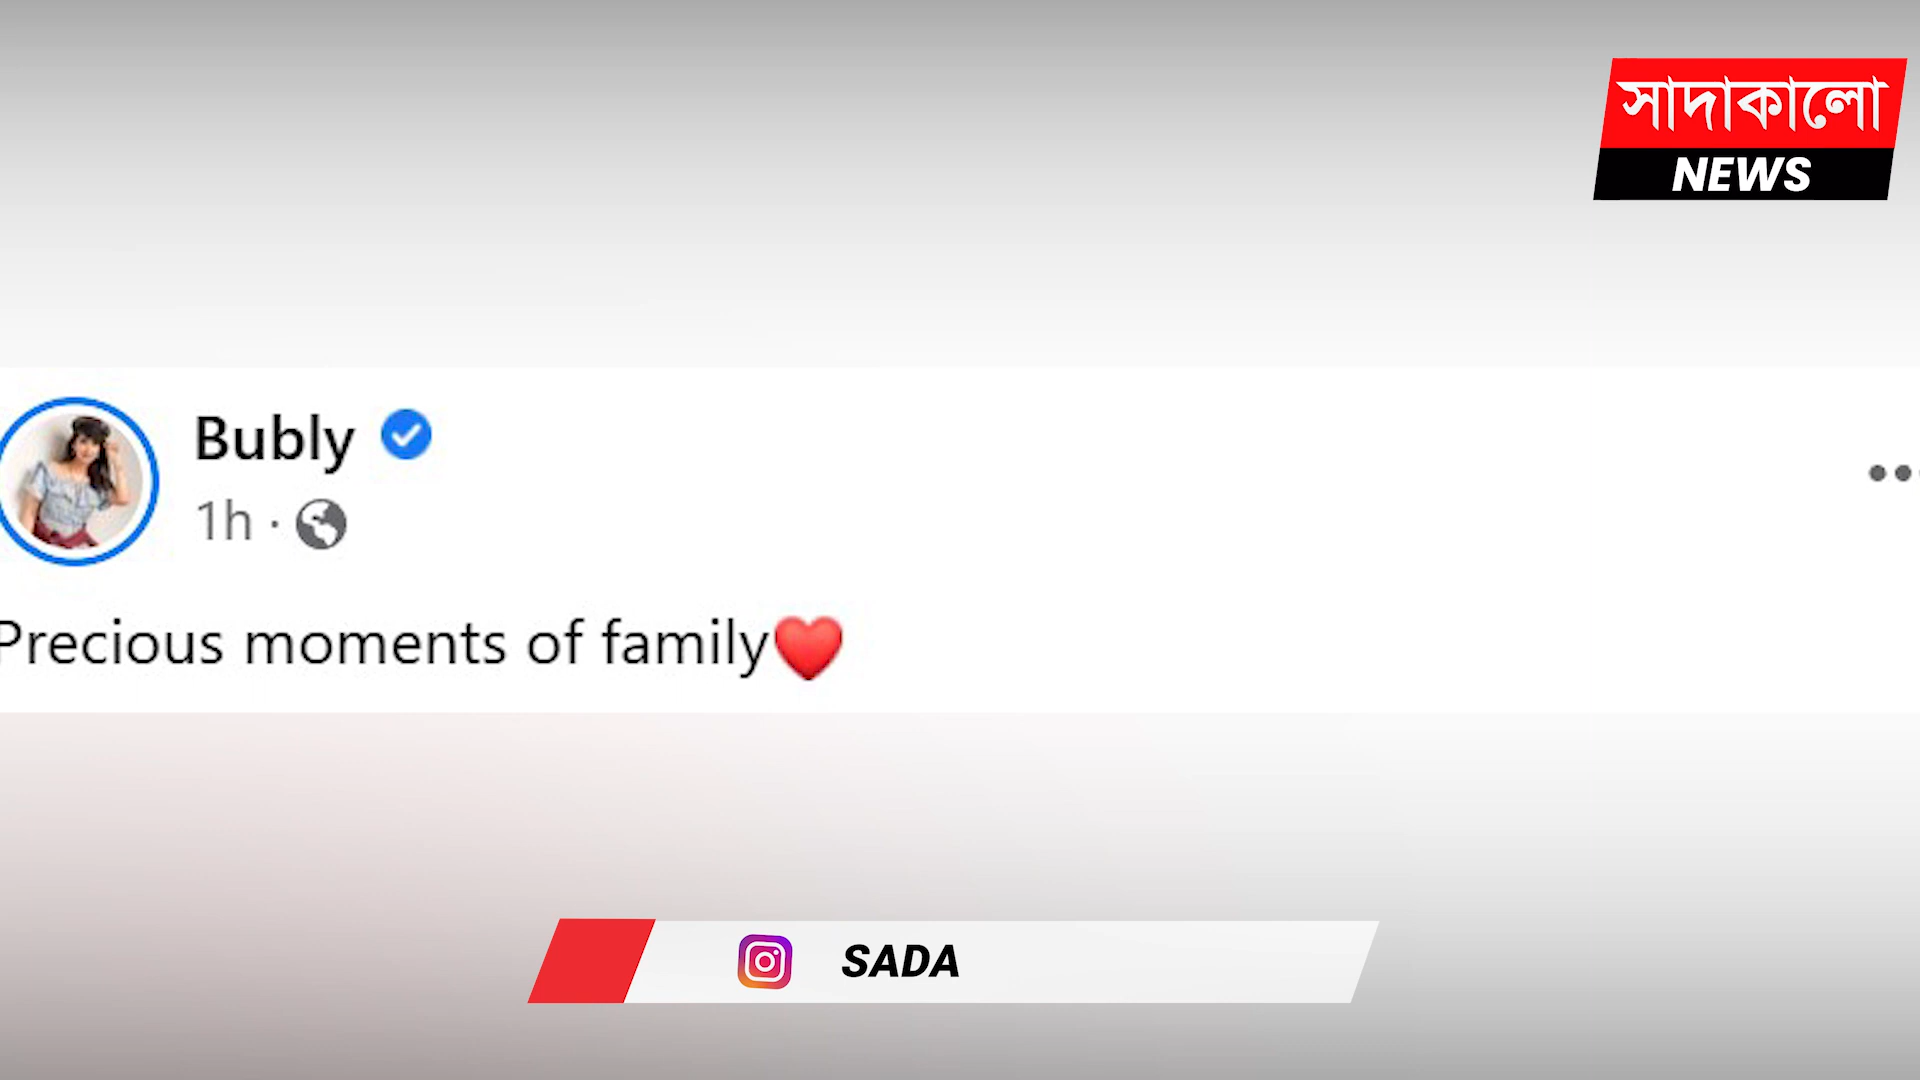 সাদাকালো
NEWS
Bubly
1h ·
Precious moments of family❤️
SADA